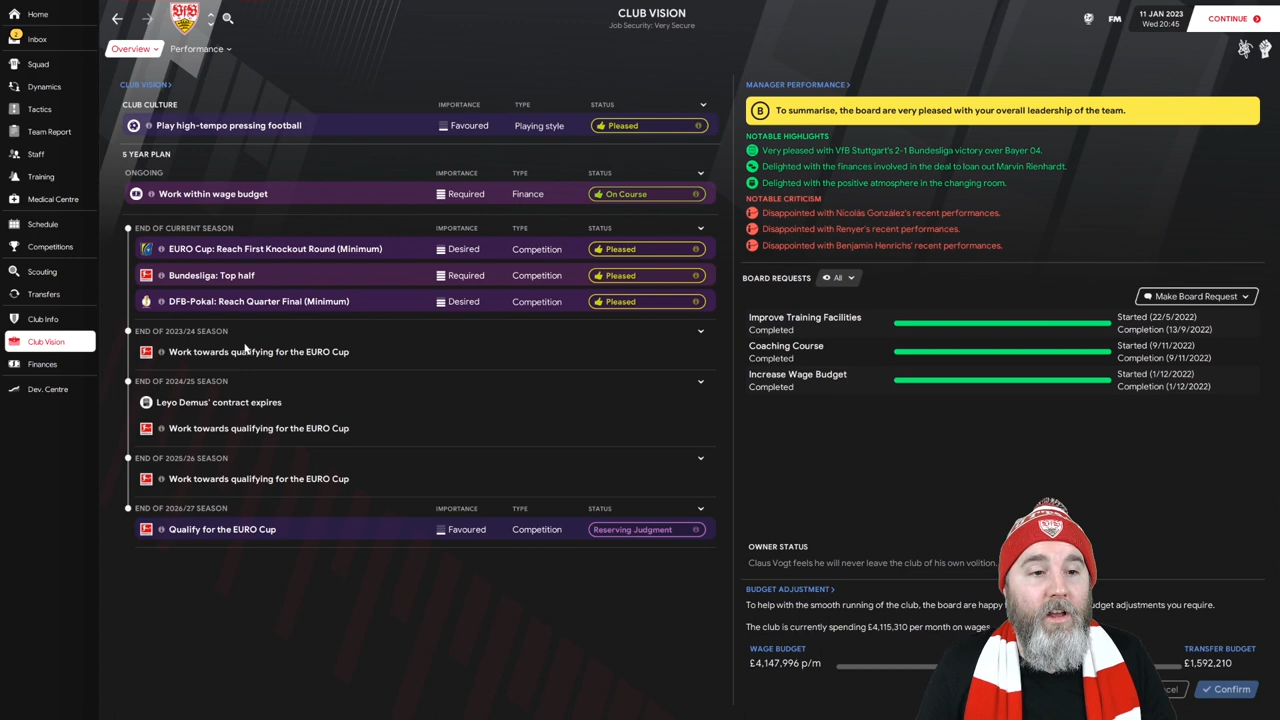 Home
2
Inbox
Squad
Dynamics
Tactics
Team Report
Staff
Training
Medical Centre
Schedule
Competitions
Scouting
Transfers
Club Info
Club Vision
Finances
Dev. Centre
VfB
CLUB VISION
Job Security: Very Secure
FM
11 JAN 2023
Wed 20:45
CONTINUE
Overview
Performance
CLUB VISION >
CLUB CULTURE IMPORTANCE TYPE STATUS
Play high-tempo pressing football Favoured Playing style Pleased
5 YEAR PLAN
ONGOING IMPORTANCE TYPE STATUS
Work within wage budget Required Finance On Course
END OF CURRENT SEASON IMPORTANCE TYPE STATUS
EURO Cup: Reach First Knockout Round (Minimum) Desired Competition Pleased
Bundesliga: Top half Required Competition Pleased
DFB-Pokal: Reach Quarter Final (Minimum) Desired Competition Pleased
END OF 2023/24 SEASON
Work towards qualifying for the EURO Cup
END OF 2024/25 SEASON
Leyo Demus' contract expires
Work towards qualifying for the EURO Cup
END OF 2025/26 SEASON
Work towards qualifying for the EURO Cup
END OF 2026/27 SEASON IMPORTANCE TYPE STATUS
Qualify for the EURO Cup Favoured Competition Reserving Judgment
MANAGER PERFORMANCE >
B To summarise, the board are very pleased with your overall leadership of the team.
NOTABLE HIGHLIGHTS
Very pleased with VfB Stuttgart's 2-1 Bundesliga victory over Bayer 04.
Delighted with the finances involved in the deal to loan out Marvin Rienhardt.
Delighted with the positive atmosphere in the changing room.
NOTABLE CRITICISM
Disappointed with Nicolás González's recent performances.
Disappointed with Renyer's recent performances.
Disappointed with Benjamin Henrichs' recent performances.
BOARD REQUESTS All
Make Board Request
Improve Training Facilities Started (22/5/2022)
Completed Completion (13/9/2022)
Coaching Course Started (9/11/2022)
Completed Completion (9/11/2022)
Increase Wage Budget Started (1/12/2022)
Completed Completion (1/12/2022)
OWNER STATUS
Claus Vogt feels he will never leave the club of his own volition.
BUDGET ADJUSTMENT >
To help with the smooth running of the club, the board are happy adjustments you require.
The club is currently spending £4,115,310 per month on wages
WAGE BUDGET TRANSFER BUDGET
£4,147,996 p/m £1,592,210
Confirm